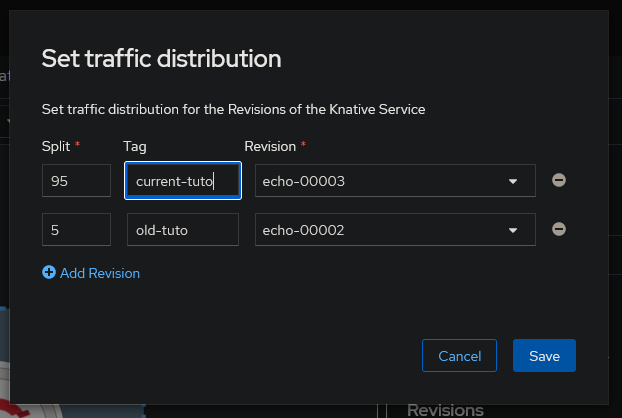 Set traffic distribution
Set traffic distribution for the Revisions of the Knative Service
Split * Tag Revision *
95 current-tuto echo-00003
5 old-tuto echo-00002
Add Revision
Cancel Save
Revisions